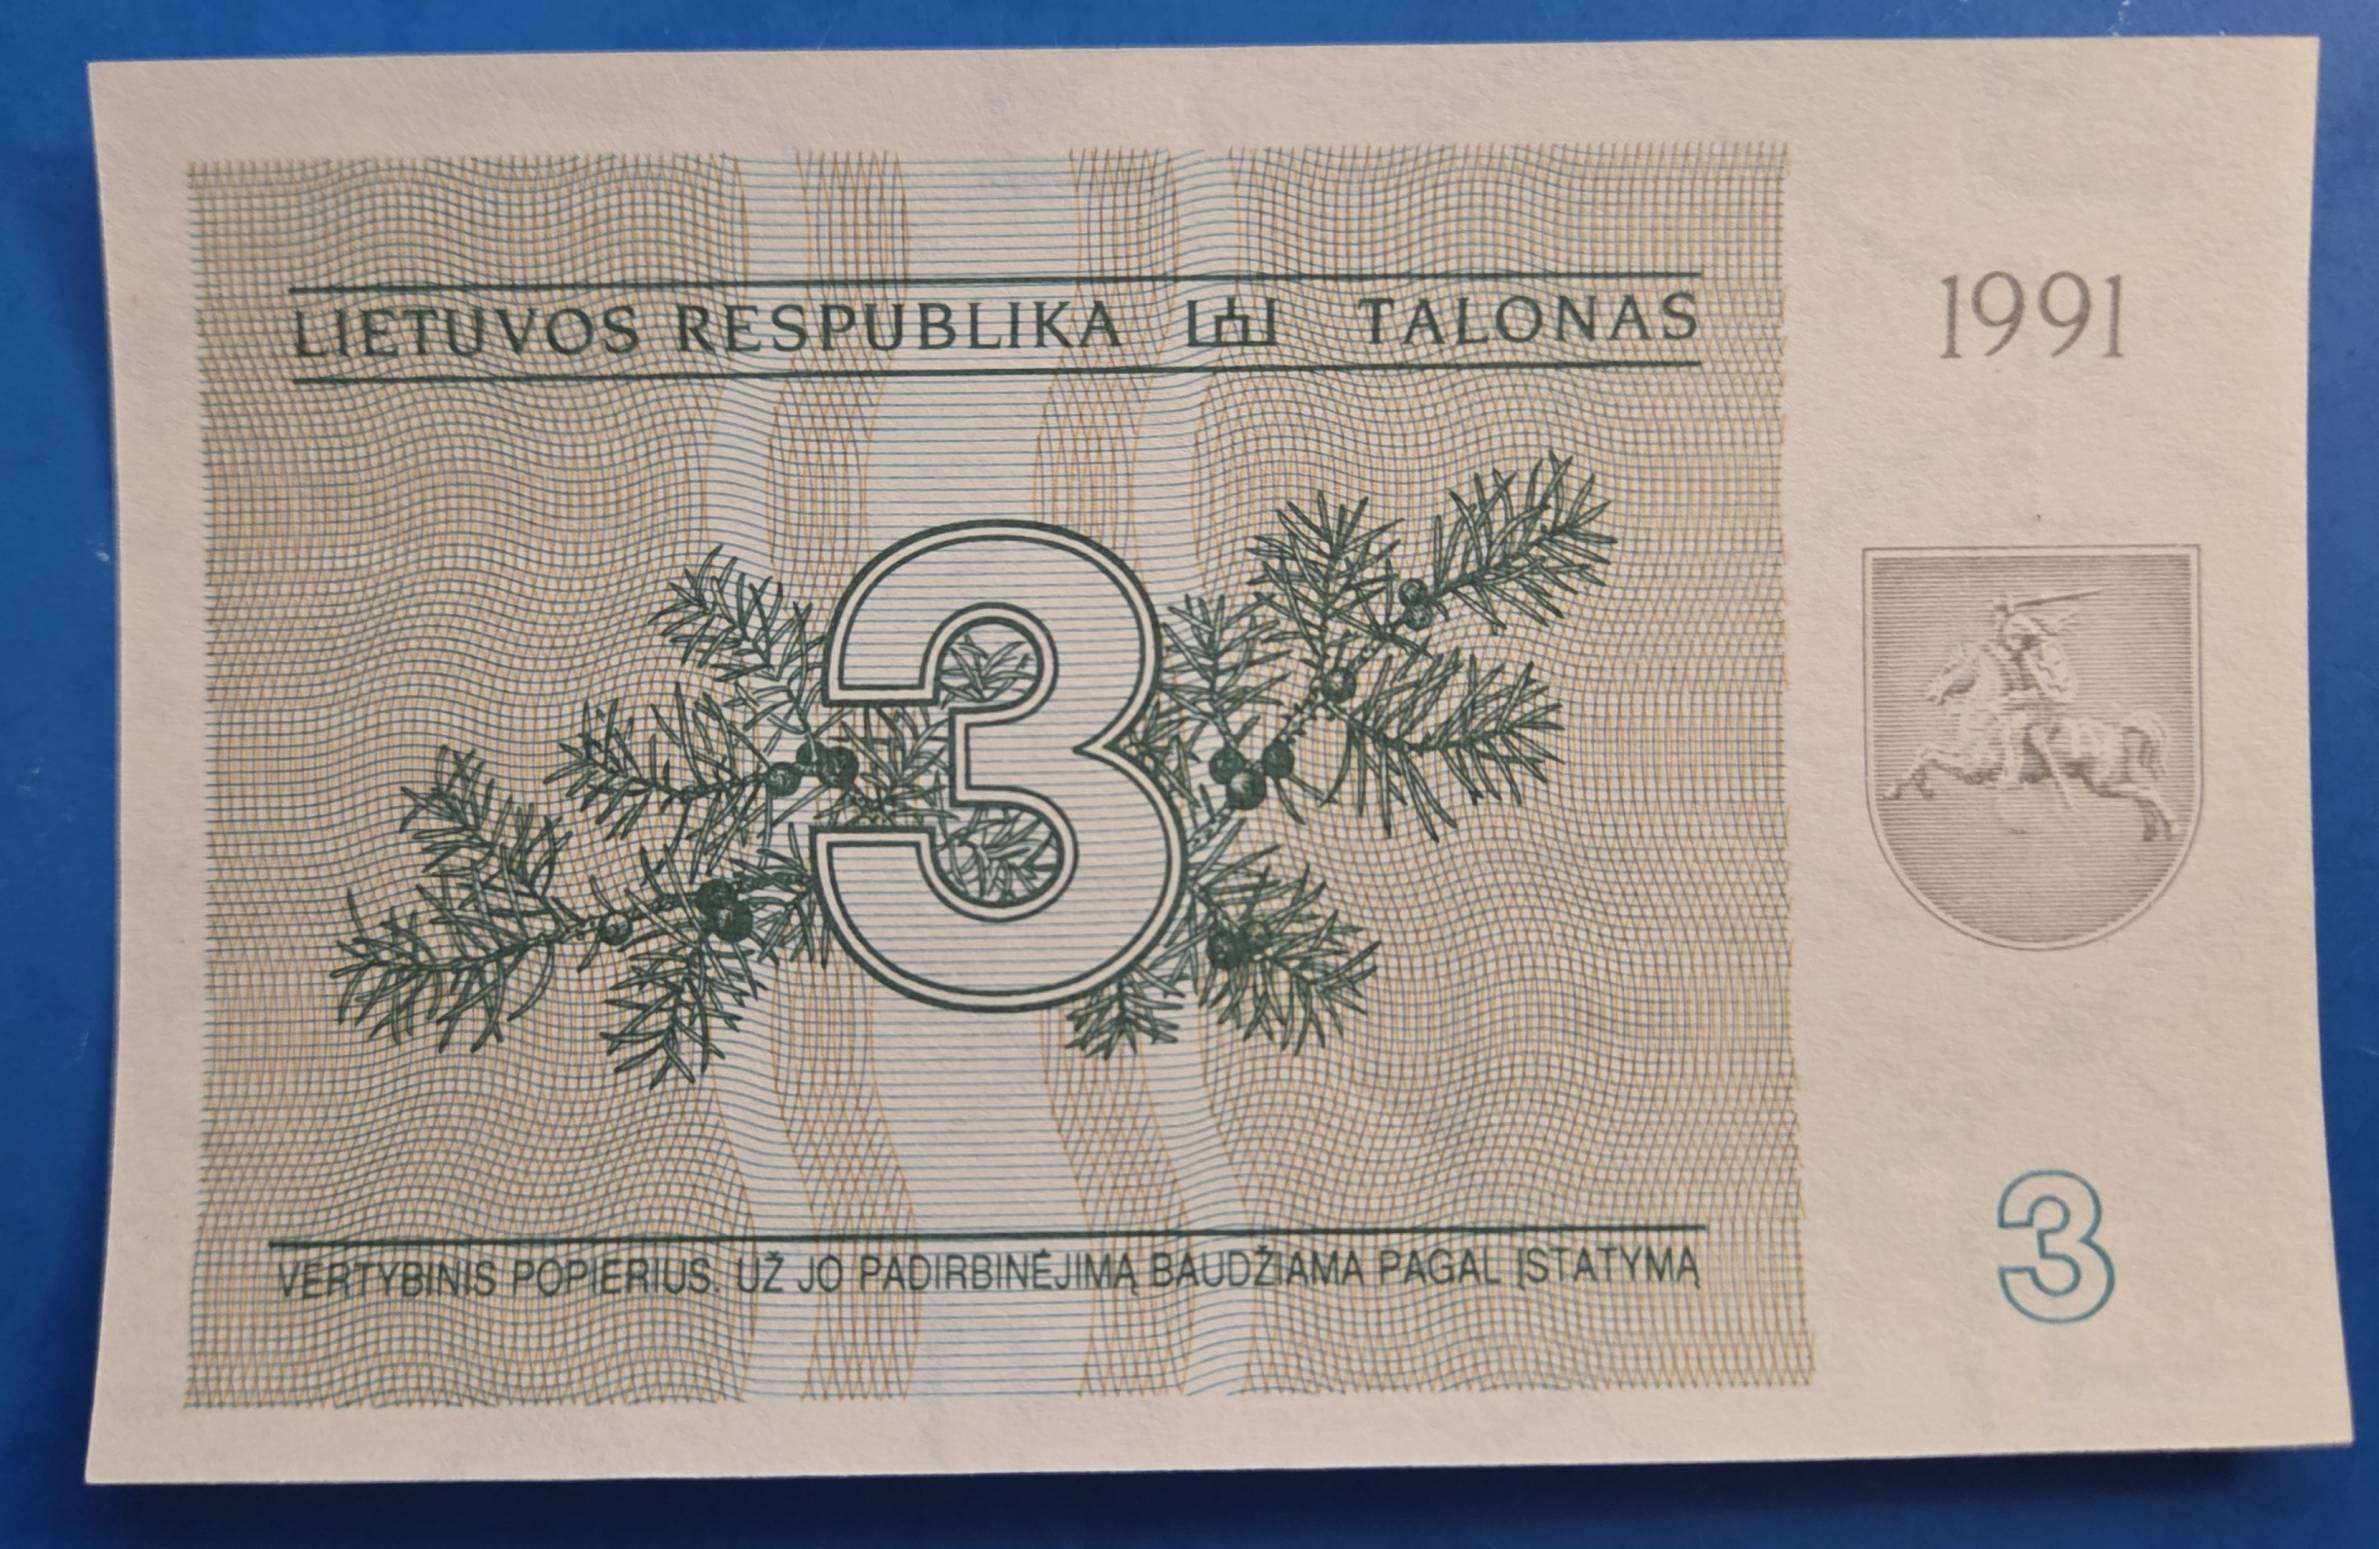 LIETUVOS RESPUBLIKA TALONAS
1991
3
3
VERTYBINIS POPIERIUS. UŽ JO PADIRBINĖJIMĄ BAUDŽIAMA PAGAL ĮSTATYMĄ